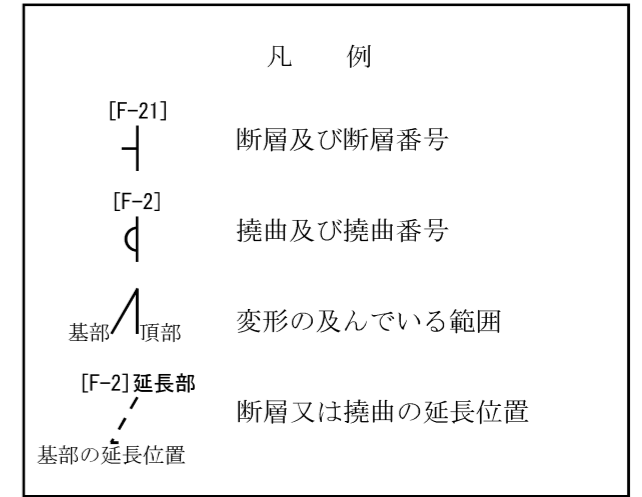 凡　例
[F-21]
断層及び断層番号
[F-2]
撓曲及び撓曲番号
基部 頂部
変形の及んでいる範囲
[F-2]延長部
断層又は撓曲の延長位置
基部の延長位置